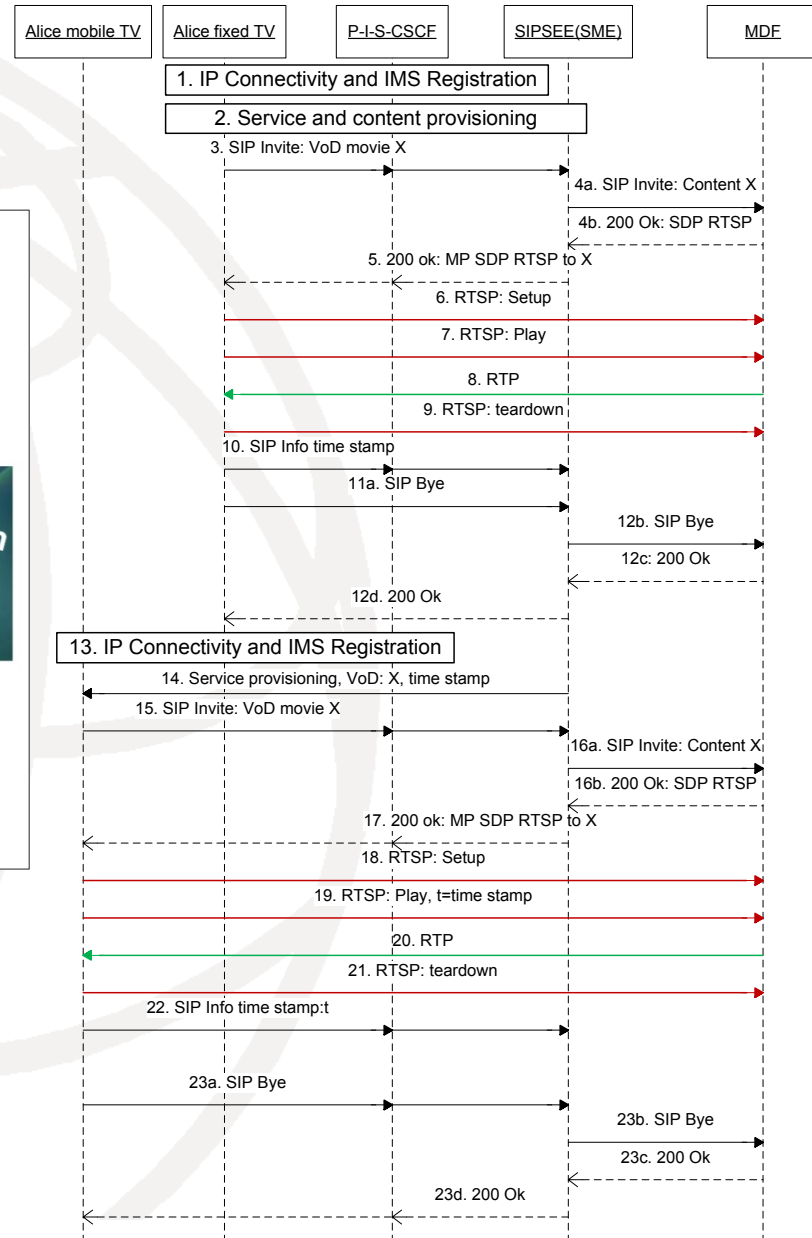 Alice mobile TV
Alice fixed TV
P-I-S-CSCF
SIPSEE(SME)
MDF
1. IP Connectivity and IMS Registration
2. Service and content provisioning
3. SIP Invite: VoD movie X
4a. SIP Invite: Content X
4b. 200 Ok: SDP RTSP
5. 200 ok: MP SDP RTSP to X
6. RTSP: Setup
7. RTSP: Play
8. RTP
9. RTSP: teardown
10. SIP Info time stamp
11a. SIP Bye
12b. SIP Bye
12c: 200 Ok
12d. 200 Ok
13. IP Connectivity and IMS Registration
14. Service provisioning, VoD: X, time stamp
15. SIP Invite: VoD movie X
16a. SIP Invite: Content X
16b. 200 Ok: SDP RTSP
17. 200 ok: MP SDP RTSP to X
18. RTSP: Setup
19. RTSP: Play, t=time stamp
20. RTP
21. RTSP: teardown
22. SIP Info time stamp:t
23a. SIP Bye
23b. SIP Bye
23c. 200 Ok
23d. 200 Ok